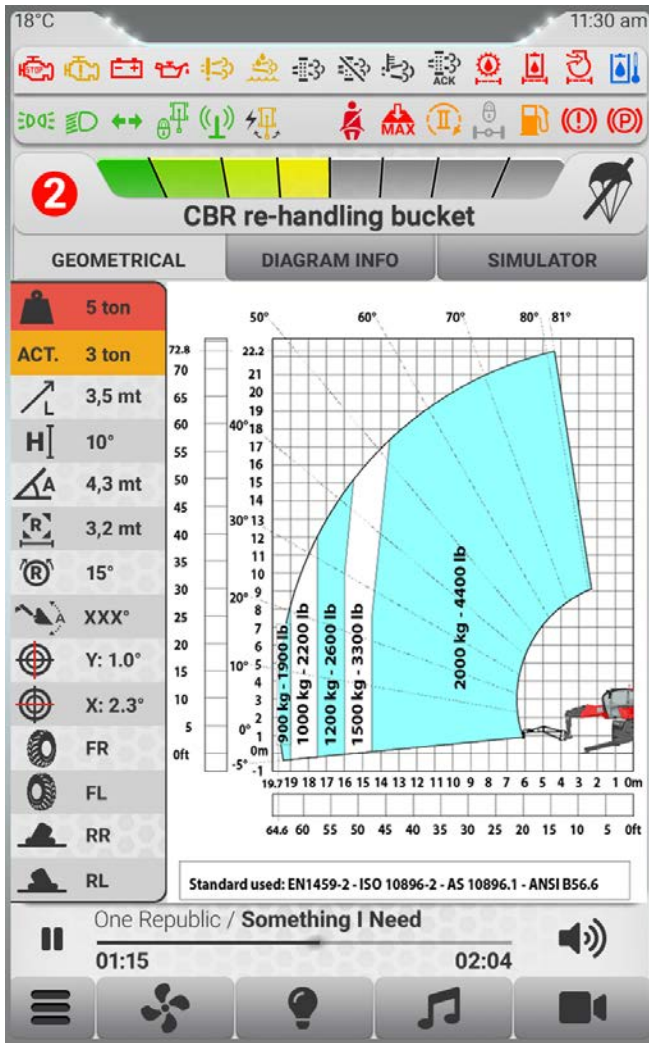 18°C 11:30 am
STOP
ACK
MAX
II
P
2
CBR re-handling bucket
GEOMETRICAL DIAGRAM INFO SIMULATOR
5 ton
ACT. 3 ton
L 3,5 mt
H 10°
A 4,3 mt
R 3,2 mt
R 15°
A XXX°
Y: 1.0°
X: 2.3°
FR
FL
RR
RL
50° 60° 70° 80° 81°
40°
30°
20°
10°
0°
-5°
72.8
70
65
60
55
50
45
40
35
30
25
20
15
10
5
0ft
22.2
21
20
19
18
17
16
15
14
13
12
11
10
9
8
7
6
5
4
3
2
1
0m
-1
900 kg - 1900 lb
1000 kg - 2200 lb
1200 kg - 2600 lb
1500 kg - 3300 lb
2000 kg - 4400 lb
19.7 19 18 17 16 15 14 13 12 11 10 9 8 7 6 5 4 3 2 1 0m
64.6 60 55 50 45 40 35 30 25 20 15 10 5 0ft
Standard used: EN1459-2 - ISO 10896-2 - AS 10896.1 - ANSI B56.6
One Republic / Something I Need
01:15 02:04